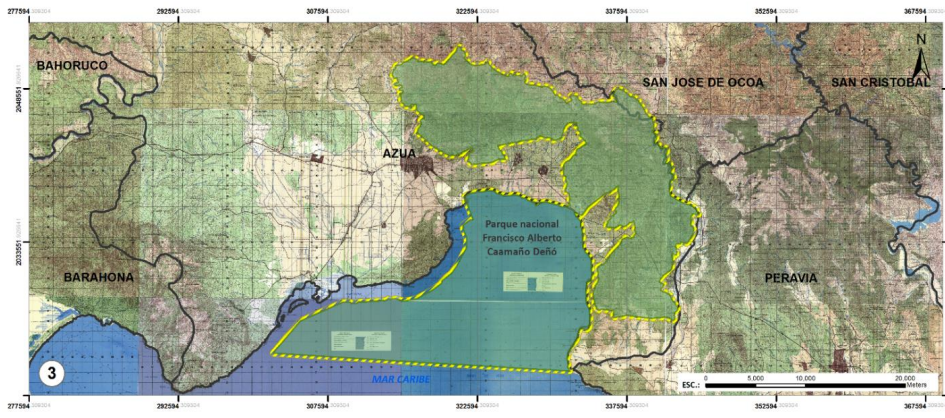 277594 292594 307594 322594 337594 352594 367594
N
BAHORUCO
SAN JOSE DE OCOA
SAN CRISTOBAL
2048551
AZUA
Parque nacional
Francisco Alberto
Caamaño Deñó
2033551
BARAHONA
PERAVIA
3
MAR CARIBE
ESC.: 0 5,000 10,000 20,000
Meters
277594 292594 307594 322594 337594 352594 367594